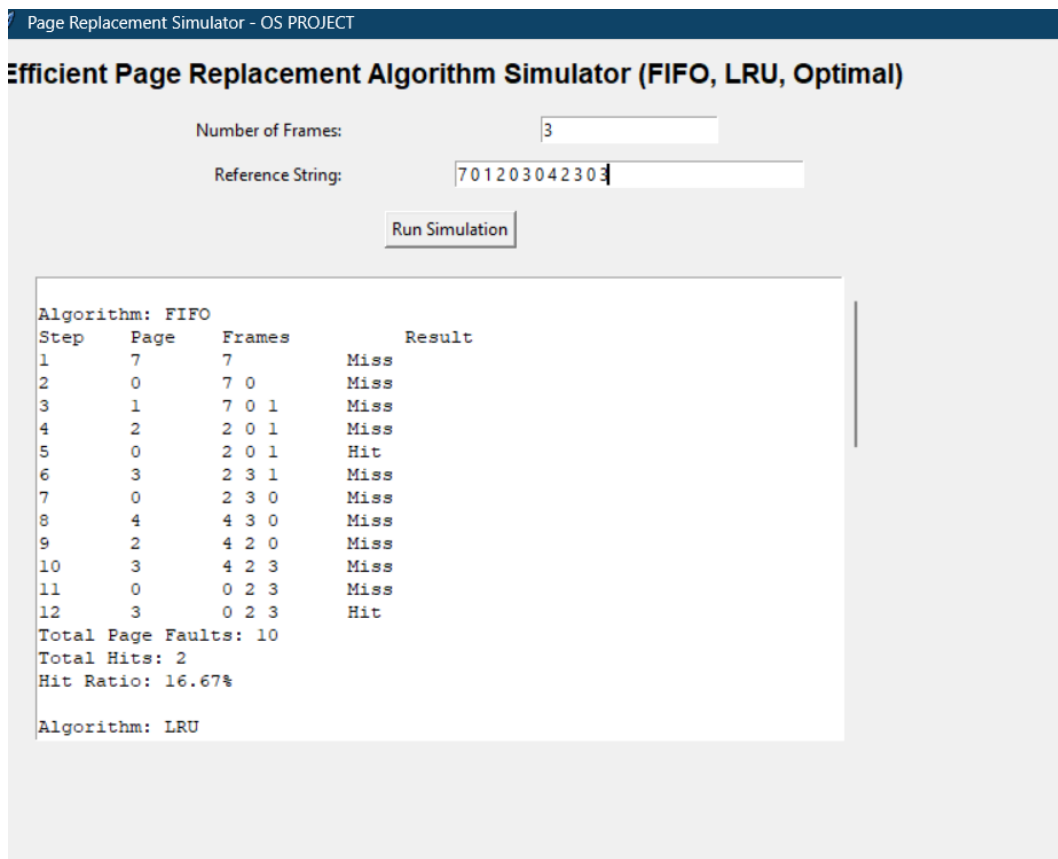 Page Replacement Simulator - OS PROJECT
Efficient Page Replacement Algorithm Simulator (FIFO, LRU, Optimal)
Number of Frames: 3
Reference String: 7 0 1 2 0 3 0 4 2 3 0 3
Run Simulation
Algorithm: FIFO
Step Page Frames Result
1 7 7 Miss
2 0 7 0 Miss
3 1 7 0 1 Miss
4 2 2 0 1 Miss
5 0 2 0 1 Hit
6 3 2 3 1 Miss
7 0 2 3 0 Miss
8 4 4 3 0 Miss
9 2 4 2 0 Miss
10 3 4 2 3 Miss
11 0 0 2 3 Miss
12 3 0 2 3 Hit
Total Page Faults: 10
Total Hits: 2
Hit Ratio: 16.67%
Algorithm: LRU